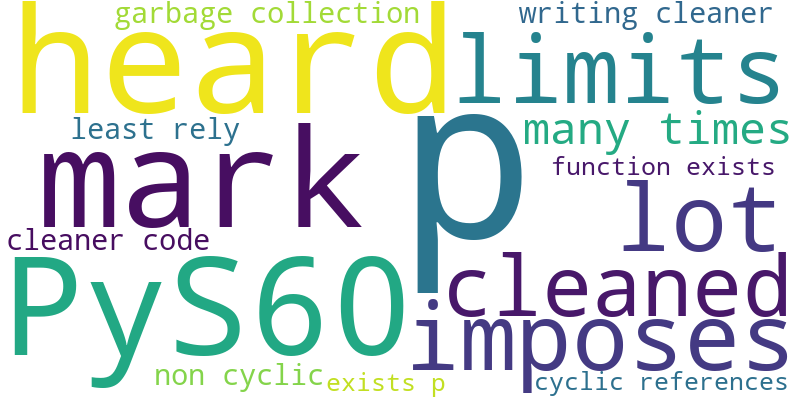 garbage collection
writing cleaner
heard
limits
least rely
p
many times
mark
function exists
lot
cleaner code
PyS60
cleaned
imposes
non cyclic
exists p
cyclic references